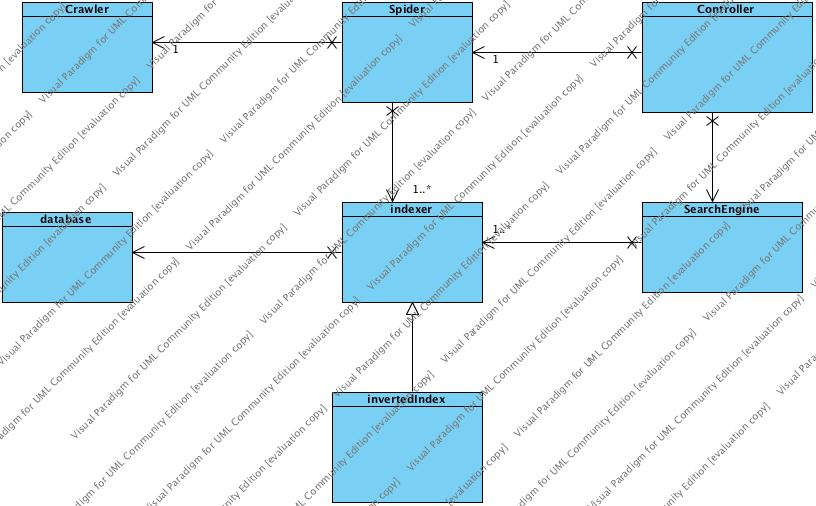 Crawler
Spider
Controller
1
1
1..*
database
indexer
SearchEngine
1..*
invertedIndex
Visual Paradigm for UML Community Edition [evaluation copy]